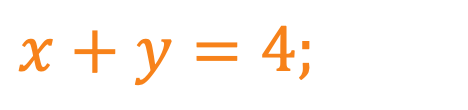 x + y = 4;